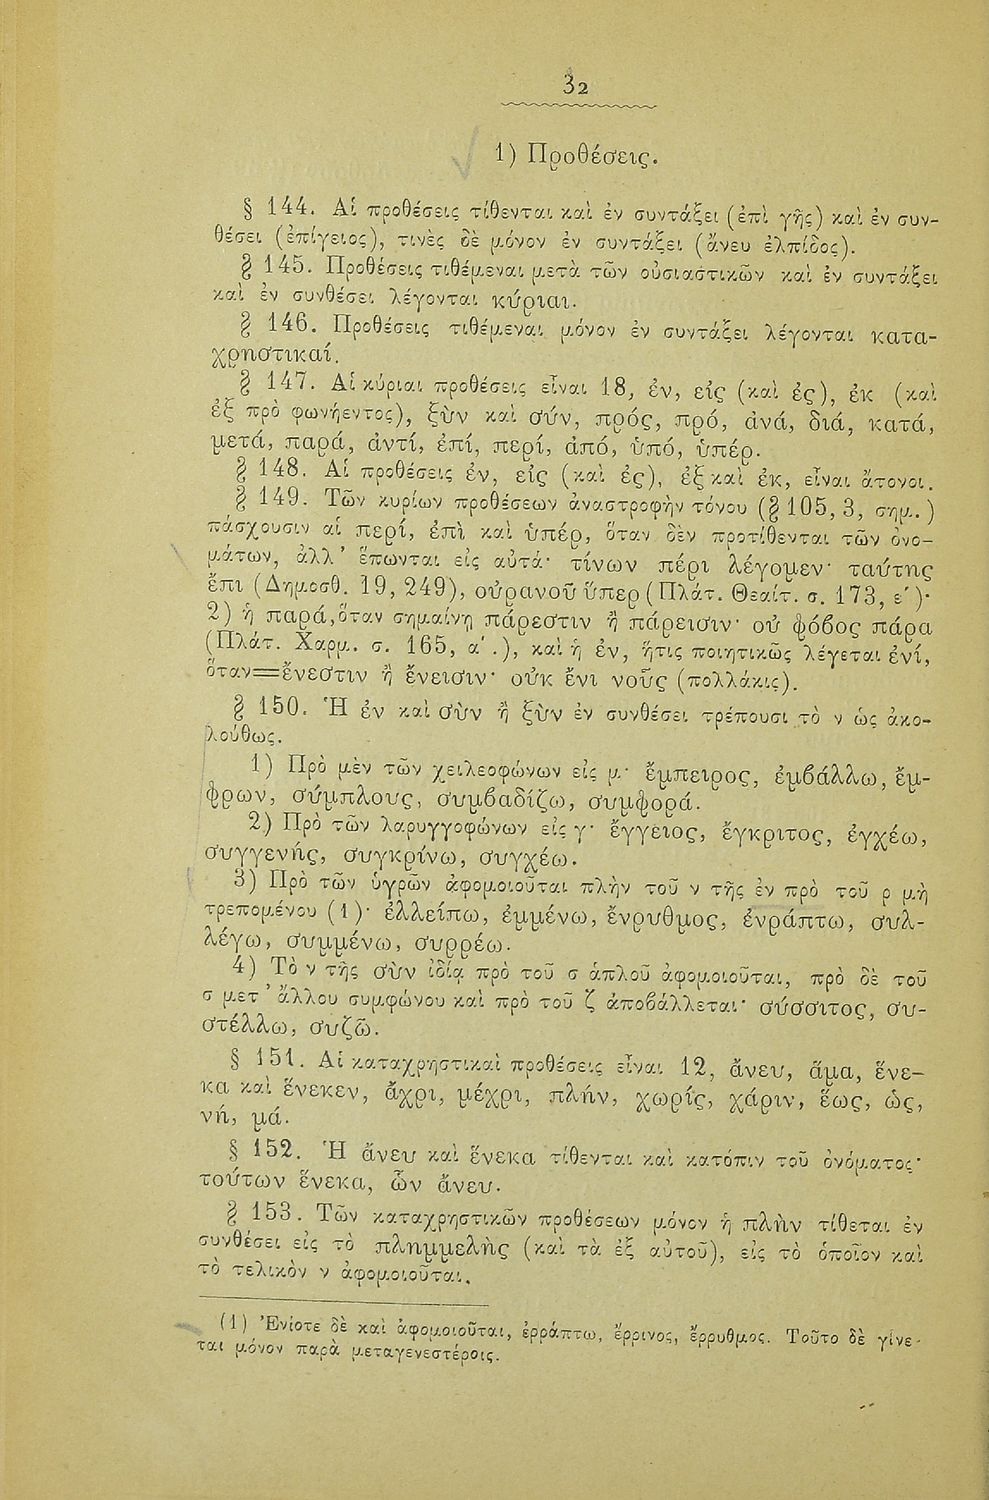 32
1) Προθέσεις.
§ 144. Αἱ προθέσεις τίθενται καὶ ἐν συντάξει (ἐπὶ γῆς) καὶ ἐν συν-
θέσει (ἐπίγειος), τινὲς δὲ μόνον ἐν συντάξει (ἄνευ ἐλπίδος).
§ 145. Προθέσεις τιθέμεναι μετὰ τῶν οὐσιαστικῶν καὶ ἐν συντάξει
καὶ ἐν συνθέσει λέγονται κύριαι.
§ 146. Προθέσεις τιθέμεναι μόνον ἐν συντάξει λέγονται κατα-
χρηστικαί.
§ 147. Αἱ κύριαι προθέσεις εἶναι 18, ἐν, εἰς (καὶ ἐς), ἐκ (καὶ
ἐξ πρὸ φωνήεντος), ξὺν καὶ σύν, πρός, πρό, ἀνά, διά, κατά,
μετά, παρά, ἀντί, ἐπί, περί, ἀπό, ὑπό, ὑπέρ.
§ 148. Αἱ προθέσεις ἐν, εἰς (καὶ ἐς), ἐξ καὶ ἐκ, εἶναι ἄτονοι.
§ 149. Τῶν κυρίων προθέσεων ἀναστροφὴν τόνου (§ 105, 3, σημ.)
πάσχουσιν αἱ περί, ἐπὶ καὶ ὑπέρ, ὅταν δὲν προτίθενται τῶν ὀνο-
μάτων, ἀλλ' ἕπωνται εἰς αὐτά· τίνων πέρι λέγομεν· ταύτης
ἔπι (Δημοσθ. 19, 249), οὐρανοῦ ὕπερ (Πλάτ. Θεαίτ. σ. 173, ε')·
2) ἡ παρά, ὅταν σημαίνῃ πάρεστιν ἢ πάρεισιν· οὐ φόβος πάρα
(Πλάτ. Χαρμ. σ. 165, α'.), καὶ ἡ ἐν, ἥτις ποιητικῶς λέγεται ἐνί,
ὅταν=ἔνεστιν ἢ ἔνεισιν· οὐκ ἔνι νοῦς (πολλάκις).
§ 150. Ἡ ἐν καὶ σὺν ἢ ξὺν ἐν συνθέσει τρέπουσι τὸ ν ὡς ἀκο-
λούθως.
1) Πρὸ μὲν τῶν χειλεοφώνων εἰς μ· ἔμπειρος, ἐμβάλλω, ἔμ-
φρων, σύμπλους, συμβαδίζω, συμφορά.
2) Πρὸ τῶν λαρυγγοφώνων εἰς γ· ἔγγειος, ἔγκριτος, ἐγχέω,
συγγενής, συγκρίνω, συγχέω.
3) Πρὸ τῶν ὑγρῶν ἀφομοιοῦται πλὴν τοῦ ν τῆς ἐν πρὸ τοῦ ρ μὴ
τρεπομένου (1)· ἐλλείπω, ἐμμένω, ἔνρυθμος, ἐνράπτω, συλ-
λέγω, συμμένω, συρρέω.
4) Τὸ ν τῆς σὺν ἰδίᾳ πρὸ τοῦ σ ἁπλοῦ ἀφομοιοῦται, πρὸ δὲ τοῦ
σ μετ' ἄλλου συμφώνου καὶ πρὸ τοῦ ζ ἀποβάλλεται· σύσσιτος, συ-
στέλλω, συζῶ.
§ 151. Αἱ καταχρηστικαὶ προθέσεις εἶναι 12, ἄνευ, ἅμα, ἕνε-
κα καὶ ἕνεκεν, ἄχρι, μέχρι, πλήν, χωρίς, χάριν, ἕως, ὡς,
νή, μά.
§ 152. Ἡ ἄνευ καὶ ἕνεκα τίθενται καὶ κατόπιν τοῦ ὀνόματος·
τούτων ἕνεκα, ὧν ἄνευ.
§ 153. Τῶν καταχρηστικῶν προθέσεων μόνον ἡ πλὴν τίθεται ἐν
συνθέσει εἰς τὸ πλημμελὴς (καὶ τὰ ἐξ αὐτοῦ), εἰς τὸ ὁποῖον καὶ
τὸ τελικὸν ν ἀφομοιοῦται.
(1) Ἐνίοτε δὲ καὶ ἀφομοιοῦται, ἐρράπτω, ἔρρινος, ἔρρυθμος. Τοῦτο δὲ γίνε-
ται μόνον παρὰ μεταγενεστέροις.